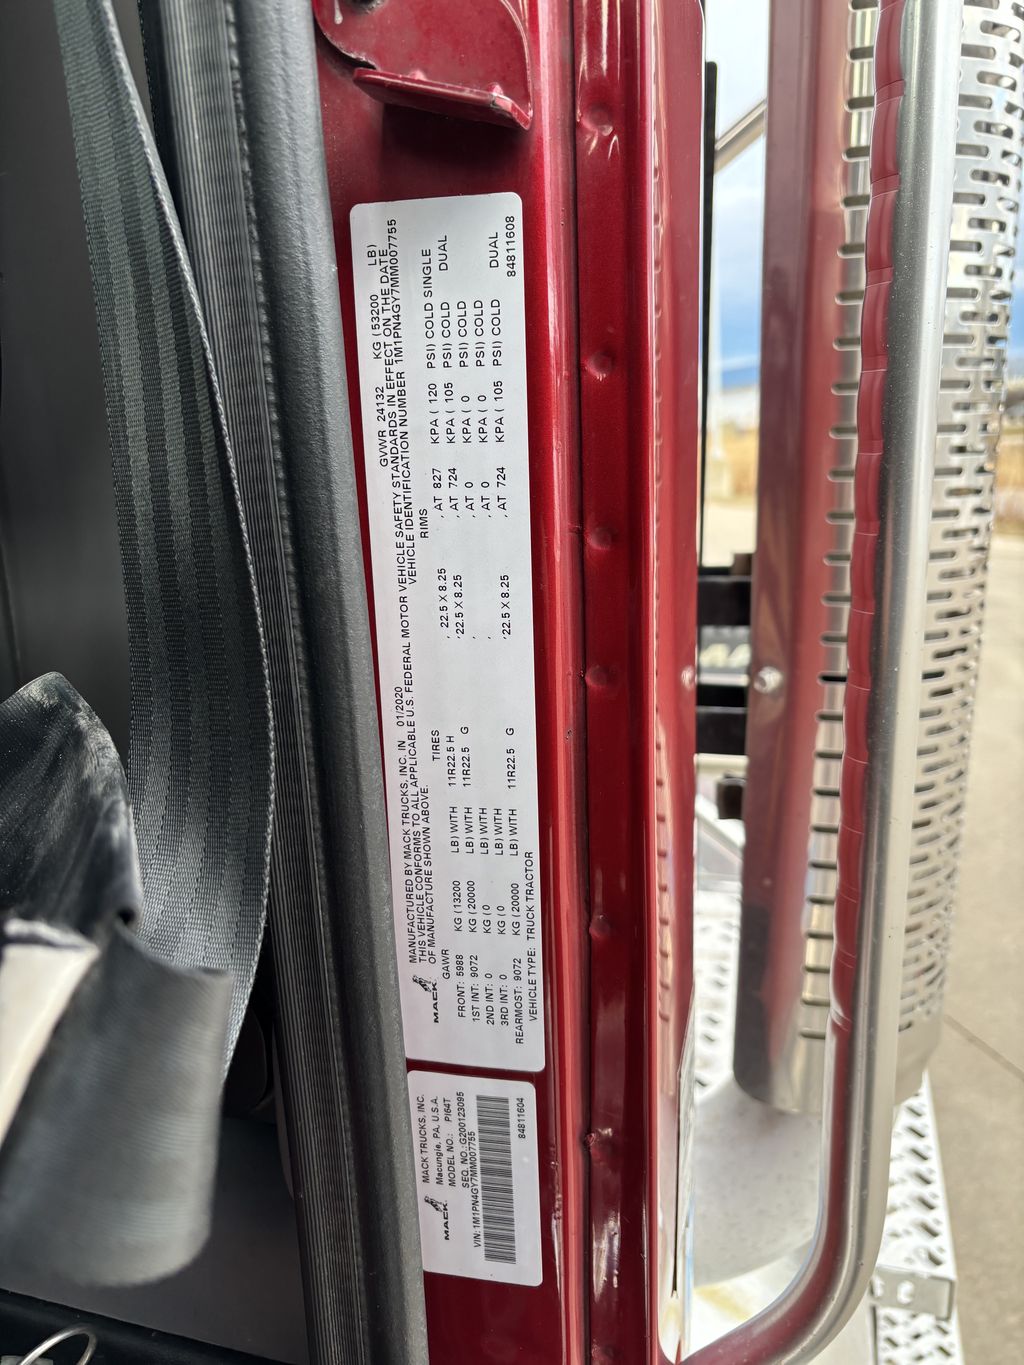 GVWR 24132 KG (53200 LB)
MANUFACTURED BY MACK TRUCKS, INC. IN 01/2020
THIS VEHICLE CONFORMS TO ALL APPLICABLE U.S. FEDERAL MOTOR VEHICLE SAFETY STANDARDS IN EFFECT ON THE DATE
OF MANUFACTURE SHOWN ABOVE. VEHICLE IDENTIFICATION NUMBER 1M1PN4GY7MM007755
MACK
GAWR TIRES RIMS
FRONT: 5988 KG (13200 LB) WITH 11R22.5 H , 22.5 X 8.25 , AT 827 KPA ( 120 PSI) COLD SINGLE
1ST INT: 9072 KG (20000 LB) WITH 11R22.5 G , 22.5 X 8.25 , AT 724 KPA ( 105 PSI) COLD DUAL
2ND INT: 0 KG (0 LB) WITH , , AT 0 KPA ( 0 PSI) COLD
3RD INT: 0 KG (0 LB) WITH , , AT 0 KPA ( 0 PSI) COLD
REARMOST: 9072 KG (20000 LB) WITH 11R22.5 G , 22.5 X 8.25 , AT 724 KPA ( 105 PSI) COLD DUAL
VEHICLE TYPE: TRUCK TRACTOR 84811608
MACK TRUCKS, INC.
Macungie, PA, U.S.A.
MACK.
MODEL NO.: PI64T
SEQ. NO.:G200123095
VIN: 1M1PN4GY7MM007755
84811604